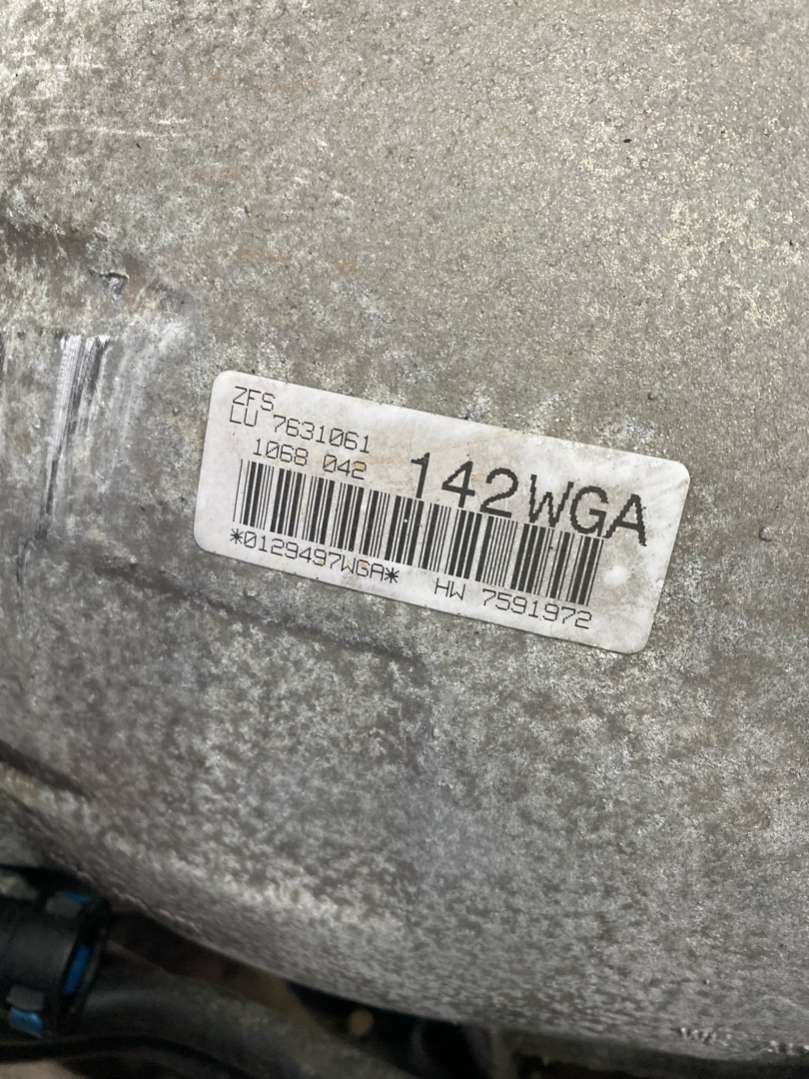 ZFS
LU 7631061
1068 042
142WGA
*0129497WGA*
HW 7591972